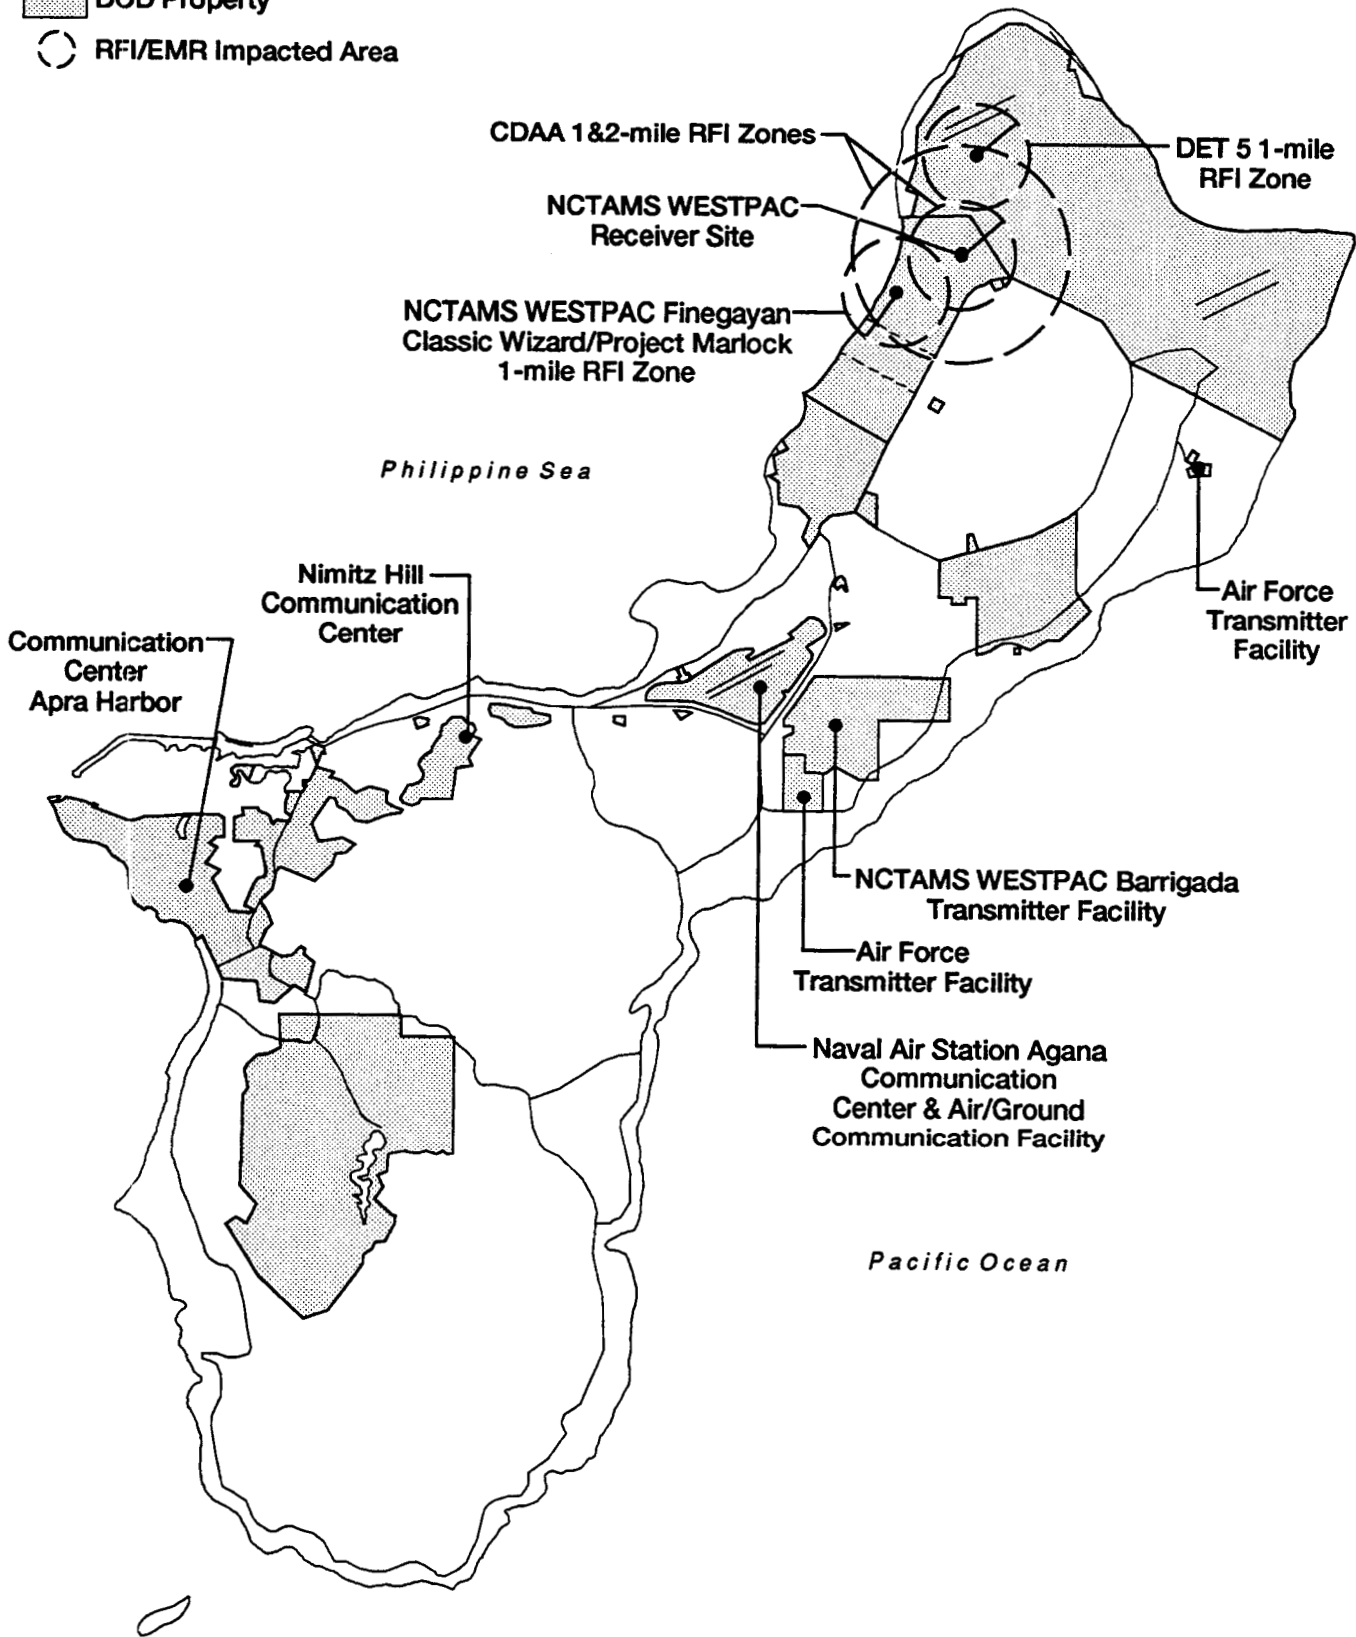 DOD Property
RFI/EMR Impacted Area
CDAA 1&2-mile RFI Zones
DET 5 1-mile
RFI Zone
NCTAMS WESTPAC
Receiver Site
NCTAMS WESTPAC Finegayan
Classic Wizard/Project Marlock
1-mile RFI Zone
Philippine Sea
Nimitz Hill
Communication
Center
Air Force
Transmitter
Facility
Communication
Center
Apra Harbor
NCTAMS WESTPAC Barrigada
Transmitter Facility
Air Force
Transmitter Facility
Naval Air Station Agana
Communication
Center & Air/Ground
Communication Facility
Pacific Ocean